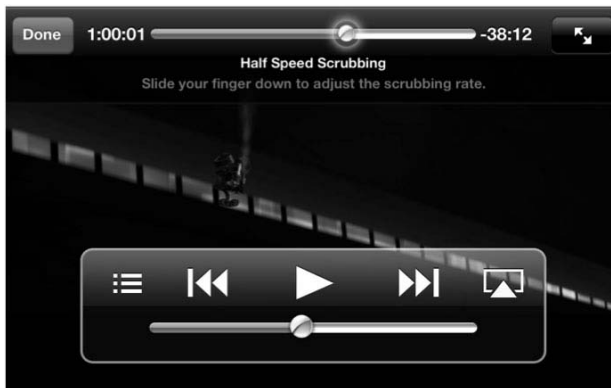 Done 1:00:01 -38:12
Half Speed Scrubbing
Slide your finger down to adjust the scrubbing rate.